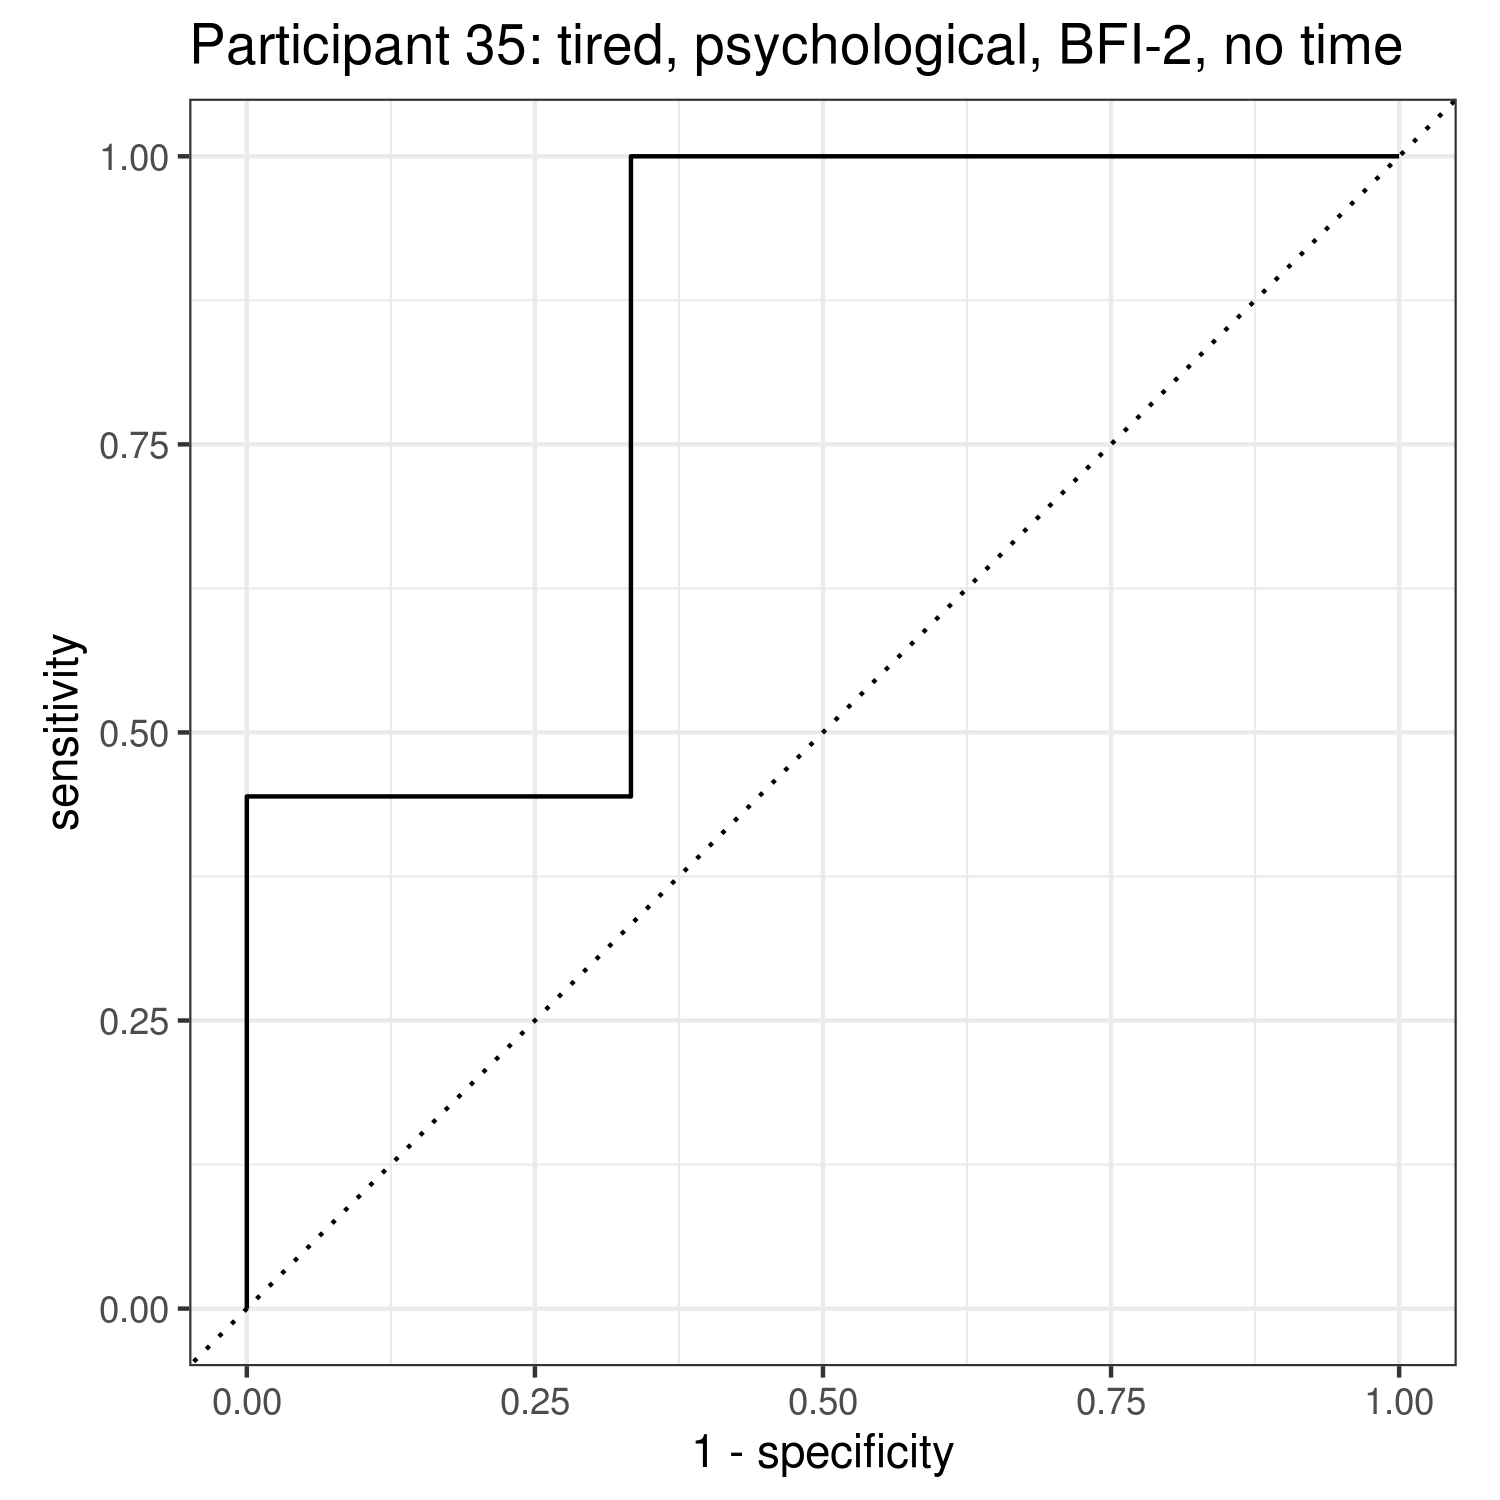 Participant 35: tired, psychological, BFI-2, no time
1.00
0.75
0.50
0.25
0.00
sensitivity
0.00 0.25 0.50 0.75 1.00
1 - specificity